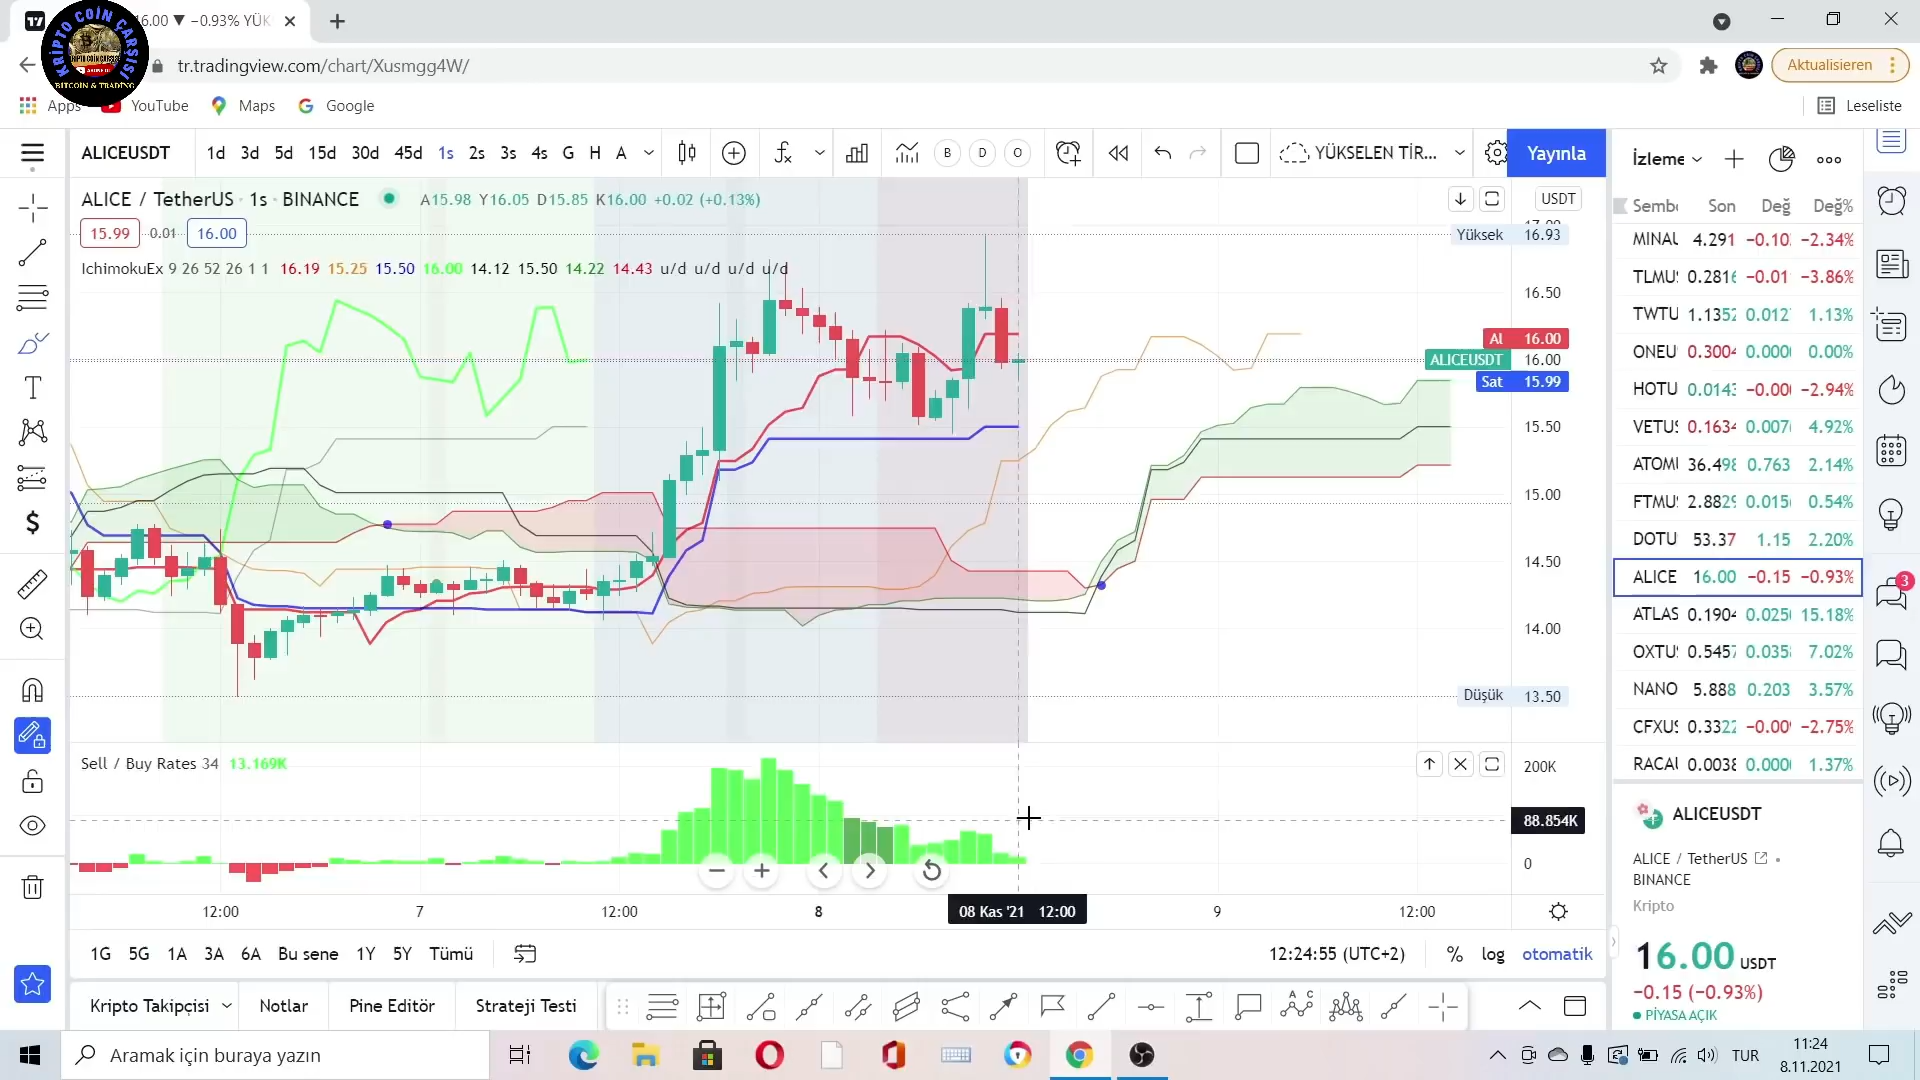 16.00 ▼ −0.93% YÜK
KRİPTO COİN ÇARŞISI
BITCOIN & TRADING
tr.tradingview.com/chart/Xusmgg4W/
Aktualisieren
Apps YouTube Maps Google Leseliste
ALICEUSDT 1d 3d 5d 15d 30d 45d 1s 2s 3s 4s G H A B D O YÜKSELEN TİR... Yayınla
ALICE / TetherUS · 1s · BINANCE A15.98 Y16.05 D15.85 K16.00 +0.02 (+0.13%)
USDT
15.99 0.01 16.00
Yüksek 16.93
IchimokuEx 9 26 52 26 1 1 16.19 15.25 15.50 16.00 14.12 15.50 14.22 14.43 u/d u/d u/d u/d
16.50
Al 16.00
ALICEUSDT 16.00
Sat 15.99
15.50
15.00
14.50
14.00
Düşük 13.50
Sell / Buy Rates 34 13.169K
200K
88.854K
0
12:00 7 12:00 8 08 Kas '21 12:00 9 12:00
1G 5G 1A 3A 6A Bu sene 1Y 5Y Tümü 12:24:55 (UTC+2) % log otomatik
Kripto Takipçisi Notlar Pine Editör Strateji Testi
İzleme
Sembo Son Değ Değ%
MINAU 4.291 −0.10 −2.34%
TLMUS 0.2816 −0.01 −3.86%
TWTU 1.1352 0.012 1.13%
ONEU 0.3004 0.000 0.00%
HOTU 0.0143 −0.00 −2.94%
VETUS 0.1634 0.007 4.92%
ATOMU 36.498 0.763 2.14%
FTMUS 2.8829 0.015 0.54%
DOTU 53.37 1.15 2.20%
ALICE 16.00 −0.15 −0.93%
ATLAS 0.1904 0.025 15.18%
OXTUS 0.5457 0.035 7.02%
NANO 5.888 0.203 3.57%
CFXUS 0.3322 −0.00 −2.75%
RACAU 0.0038 0.000 1.37%
3
ALICEUSDT
ALICE / TetherUS
BINANCE
Kripto
16.00 USDT
−0.15 (−0.93%)
PİYASA AÇIK
Aramak için buraya yazın
TUR
11:24
8.11.2021